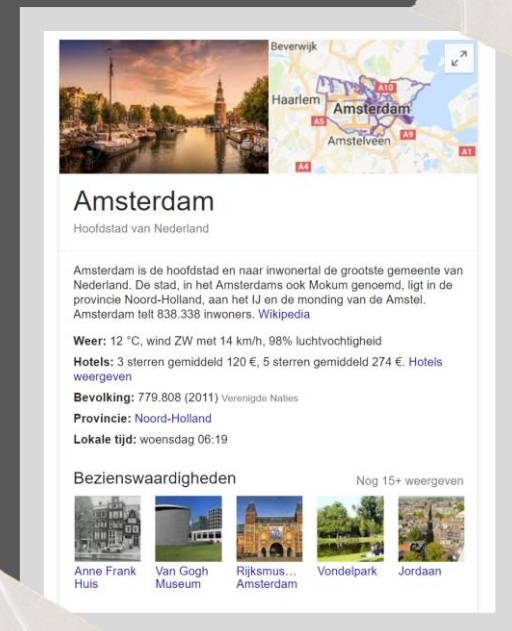 Beverwijk
A10
Haarlem
Amsterdam
A5
A9
Amstelveen
A1
A4
Amsterdam
Hoofdstad van Nederland
Amsterdam is de hoofdstad en naar inwonertal de grootste gemeente van
Nederland. De stad, in het Amsterdams ook Mokum genoemd, ligt in de
provincie Noord-Holland, aan het IJ en de monding van de Amstel.
Amsterdam telt 838.338 inwoners. Wikipedia
Weer: 12 °C, wind ZW met 14 km/h, 98% luchtvochtigheid
Hotels: 3 sterren gemiddeld 120 €, 5 sterren gemiddeld 274 €. Hotels
weergeven
Bevolking: 779.808 (2011) Verenigde Naties
Provincie: Noord-Holland
Lokale tijd: woensdag 06:19
Bezienswaardigheden Nog 15+ weergeven
Anne Frank Huis
Van Gogh Museum
Rijksmus... Amsterdam
Vondelpark
Jordaan